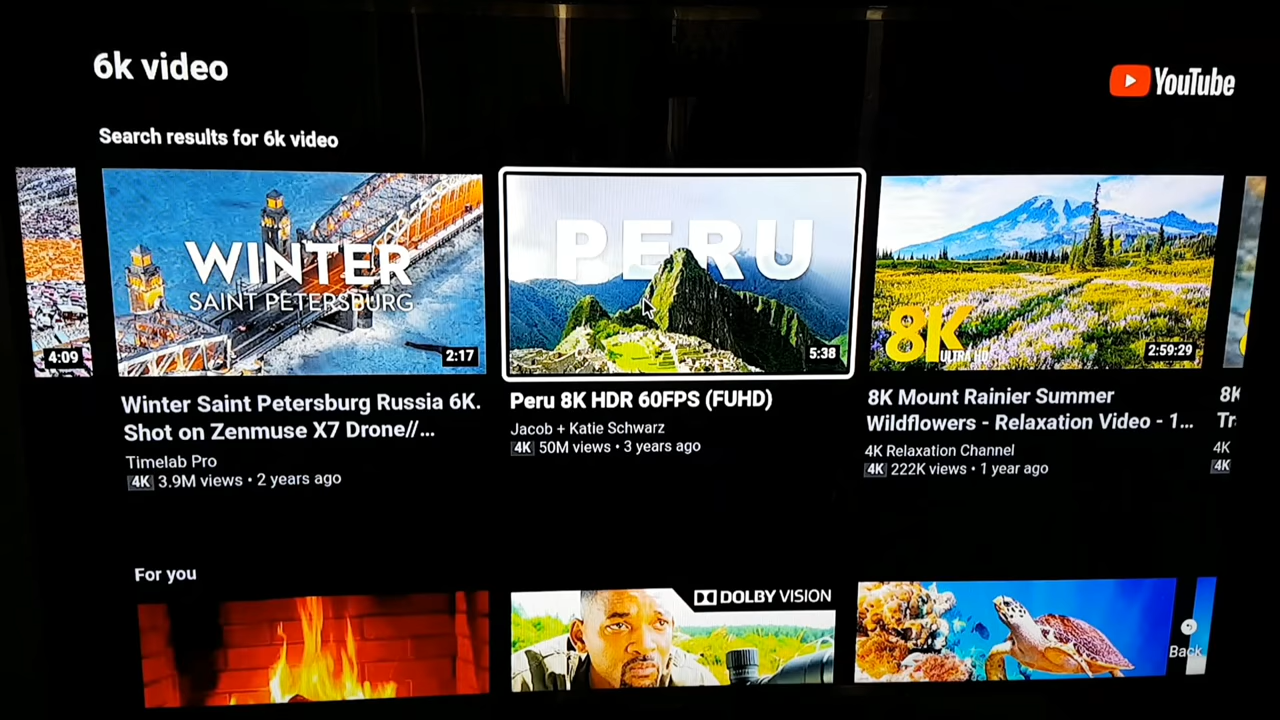 6k video
YouTube
Search results for 6k video
WINTER
SAINT PETERSBURG
4:09
2:17
PERU
5:38
8K
ULTRA HD
2:59:29
Winter Saint Petersburg Russia 6K.
Shot on Zenmuse X7 Drone//...
Timelab Pro
4K 3.9M views • 2 years ago
Peru 8K HDR 60FPS (FUHD)
Jacob + Katie Schwarz
4K 50M views • 3 years ago
8K Mount Rainier Summer
Wildflowers - Relaxation Video - 1...
4K Relaxation Channel
4K 222K views • 1 year ago
8K
Tr
4K
4K
For you
DOLBY VISION
Back